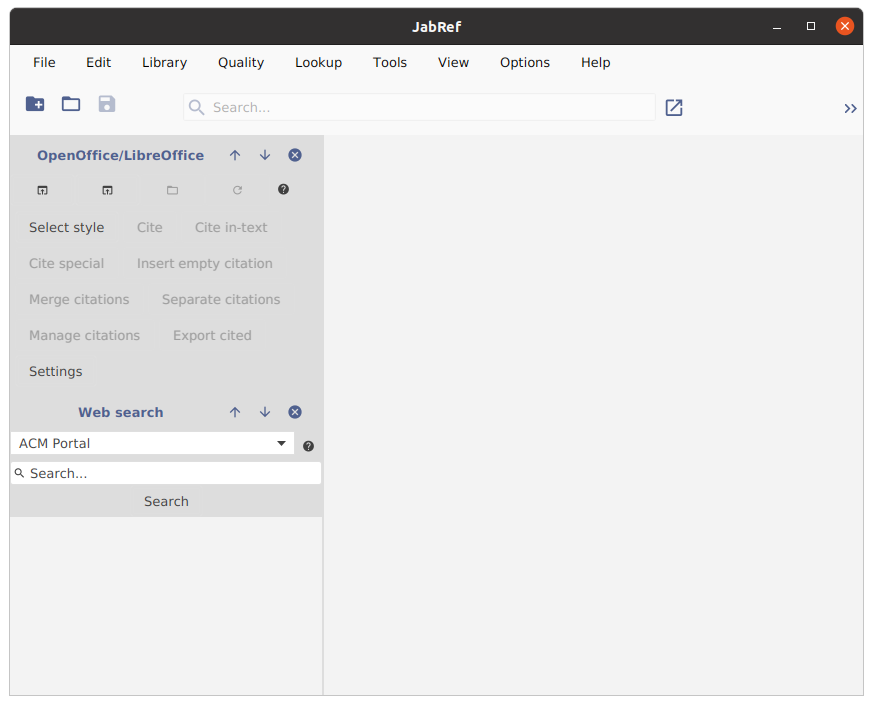 JabRef
File Edit Library Quality Lookup Tools View Options Help
Search...
OpenOffice/LibreOffice
Select style Cite Cite in-text
Cite special Insert empty citation
Merge citations Separate citations
Manage citations Export cited
Settings
Web search
ACM Portal
Search...
Search